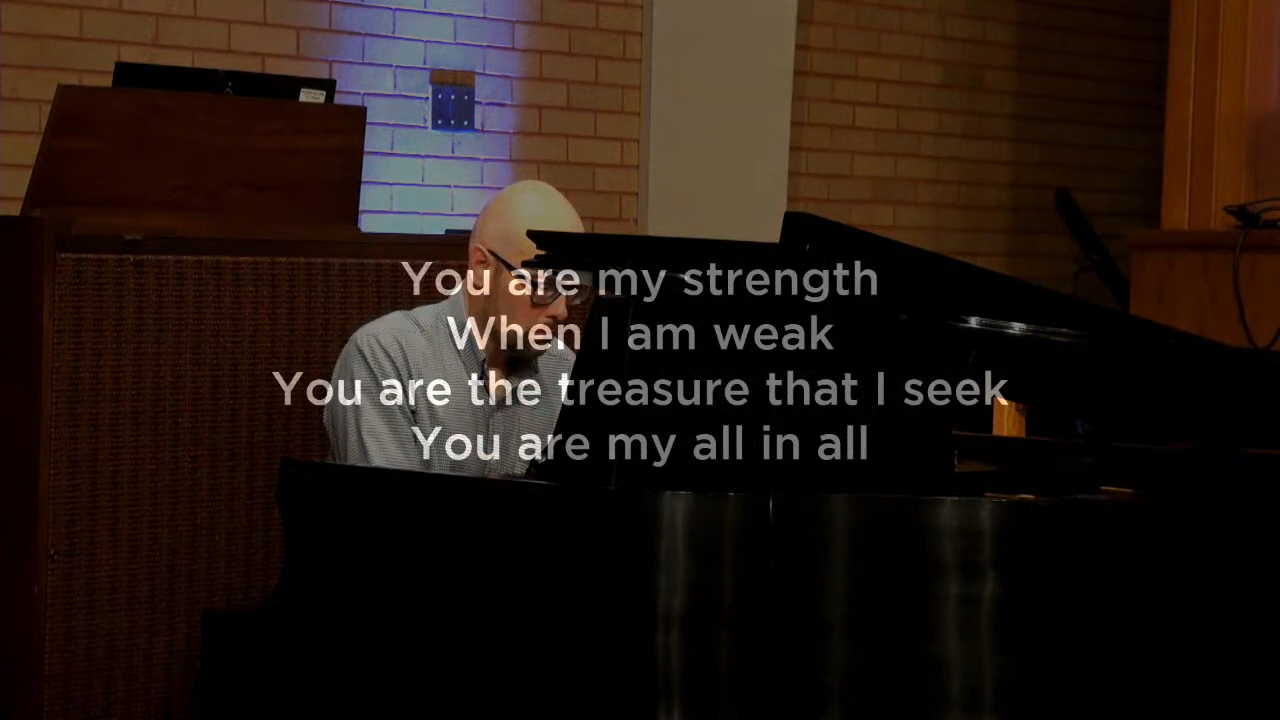 You are my strength
When I am weak
You are the treasure that I seek
You are my all in all